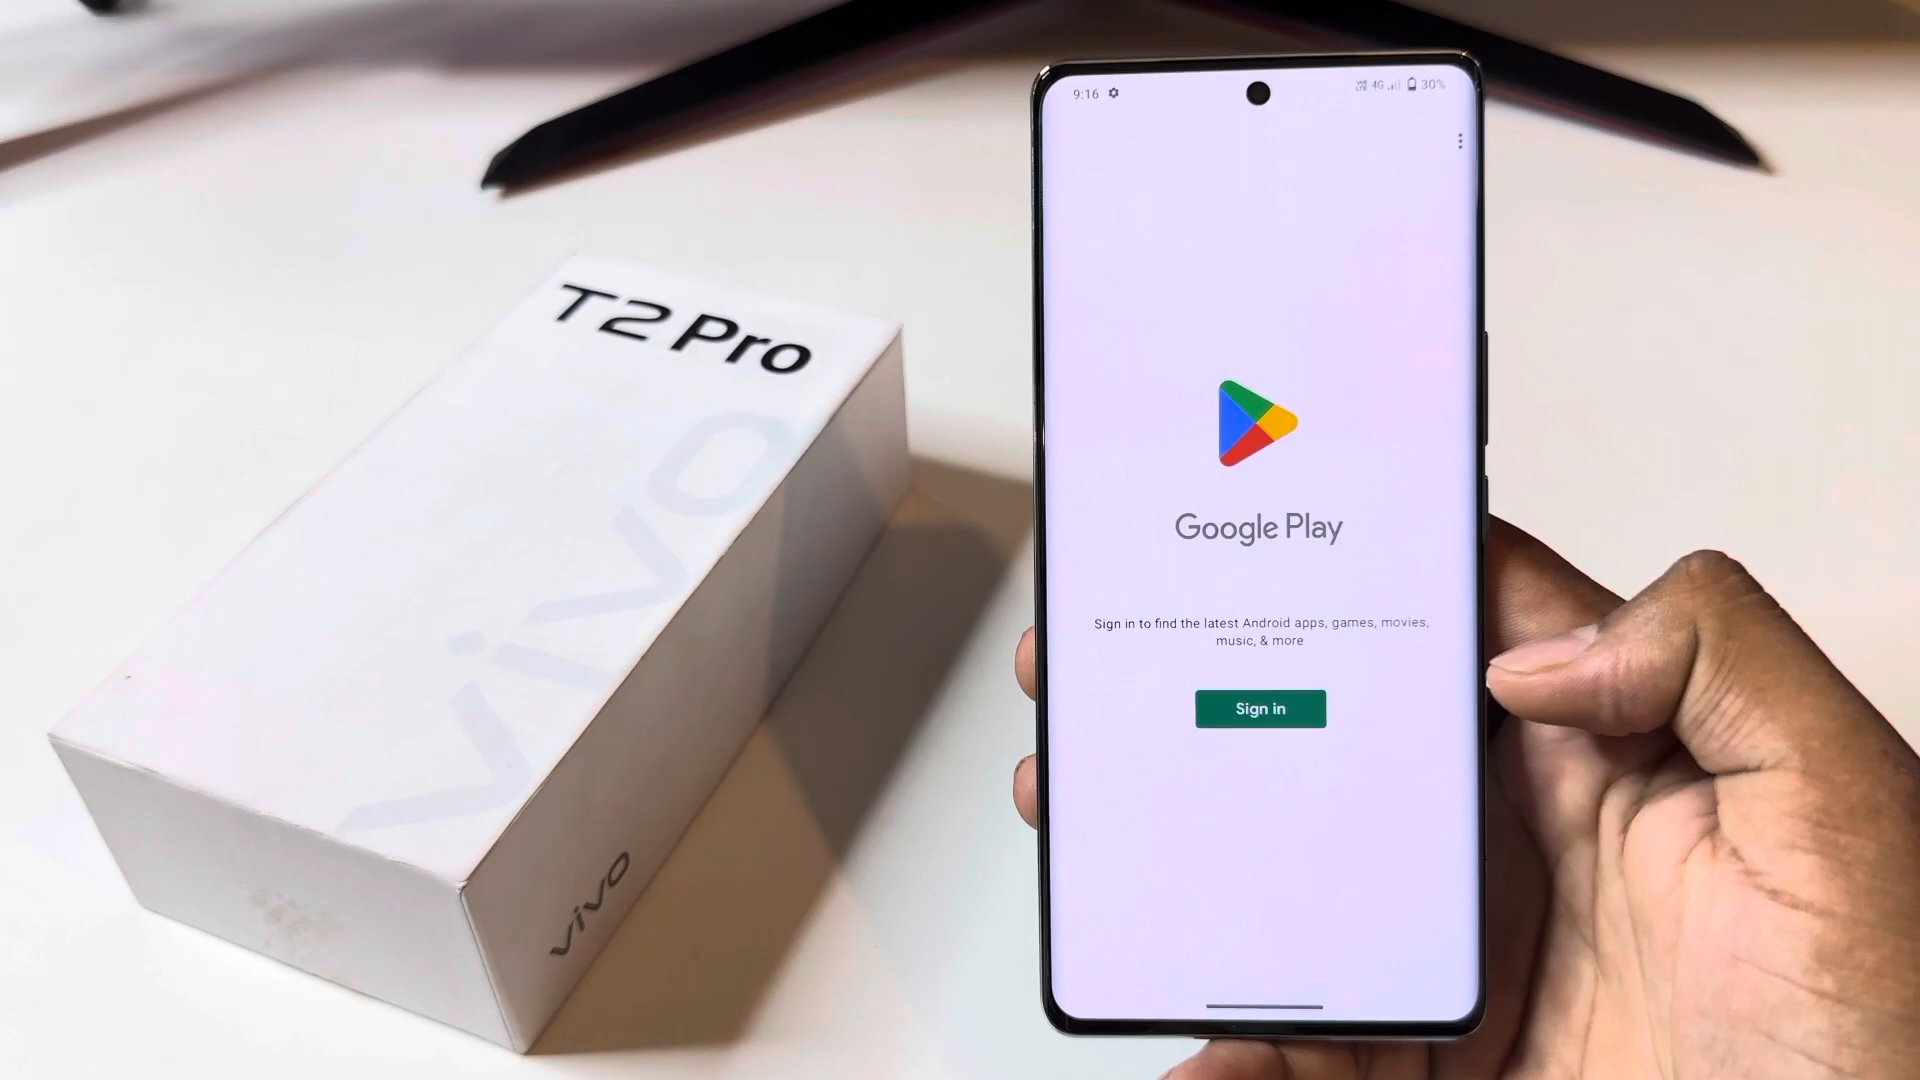 T2 Pro
vivo
vivo
9:16
4G 30%
Google Play
Sign in to find the latest Android apps, games, movies,
music, & more
Sign in